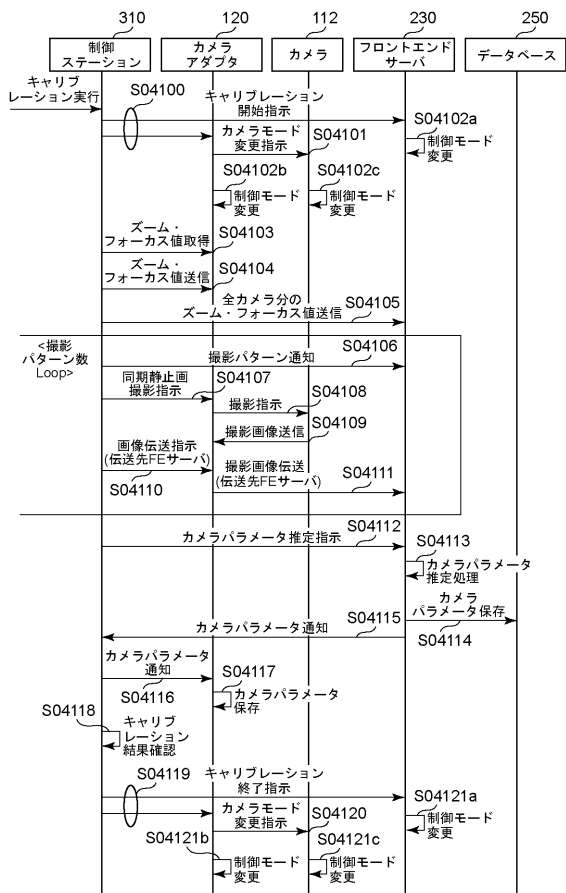 310
120
112
230
250
制御
ステーション
カメラ
アダプタ
カメラ
フロントエンド
サーバ
データベース
キャリブ
レーション実行
S04100
キャリブレーション
開始指示
S04102a
カメラモード
変更指示
S04101
制御モード
変更
S04102b
制御モード
変更
S04102c
制御モード
変更
ズーム・
フォーカス値取得
S04103
ズーム・
フォーカス値送信
S04104
全カメラ分の
ズーム・フォーカス値送信
S04105
<撮影
パターン数
Loop>
撮影パターン通知
S04106
同期静止画
撮影指示
S04107
撮影指示
S04108
撮影画像送信
S04109
画像伝送指示
(伝送先FEサーバ)
S04110
撮影画像伝送
(伝送先FEサーバ)
S04111
カメラパラメータ推定指示
S04112
S04113
カメラパラメータ
推定処理
カメラ
パラメータ保存
S04114
カメラパラメータ通知
S04115
カメラパラメータ
通知
S04116
S04117
カメラパラメータ
保存
S04118
キャリブ
レーション
結果確認
S04119
キャリブレーション
終了指示
カメラモード
変更指示
S04120
S04121a
制御モード
変更
S04121b
制御モード
変更
S04121c
制御モード
変更